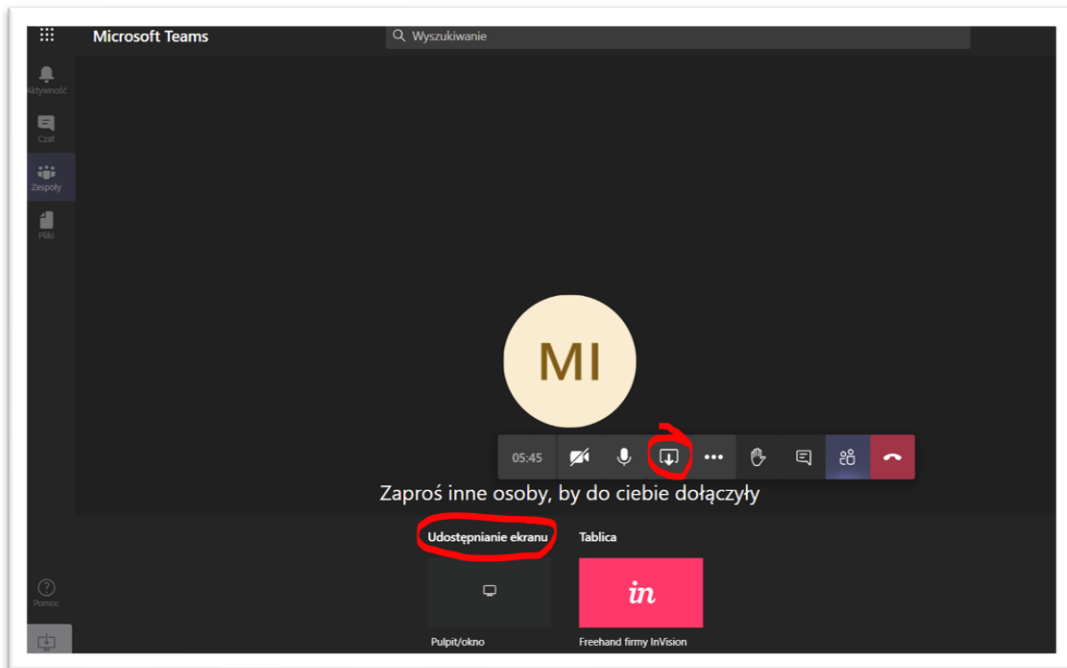 Microsoft Teams
Wyszukiwanie
Aktywność
Czat
Zespoły
Pliki
MI
05:45
Zaproś inne osoby, by do ciebie dołączyły
Udostępnianie ekranu
Tablica
in
Pulpit/okno
Freehand firmy InVision
Pomoc